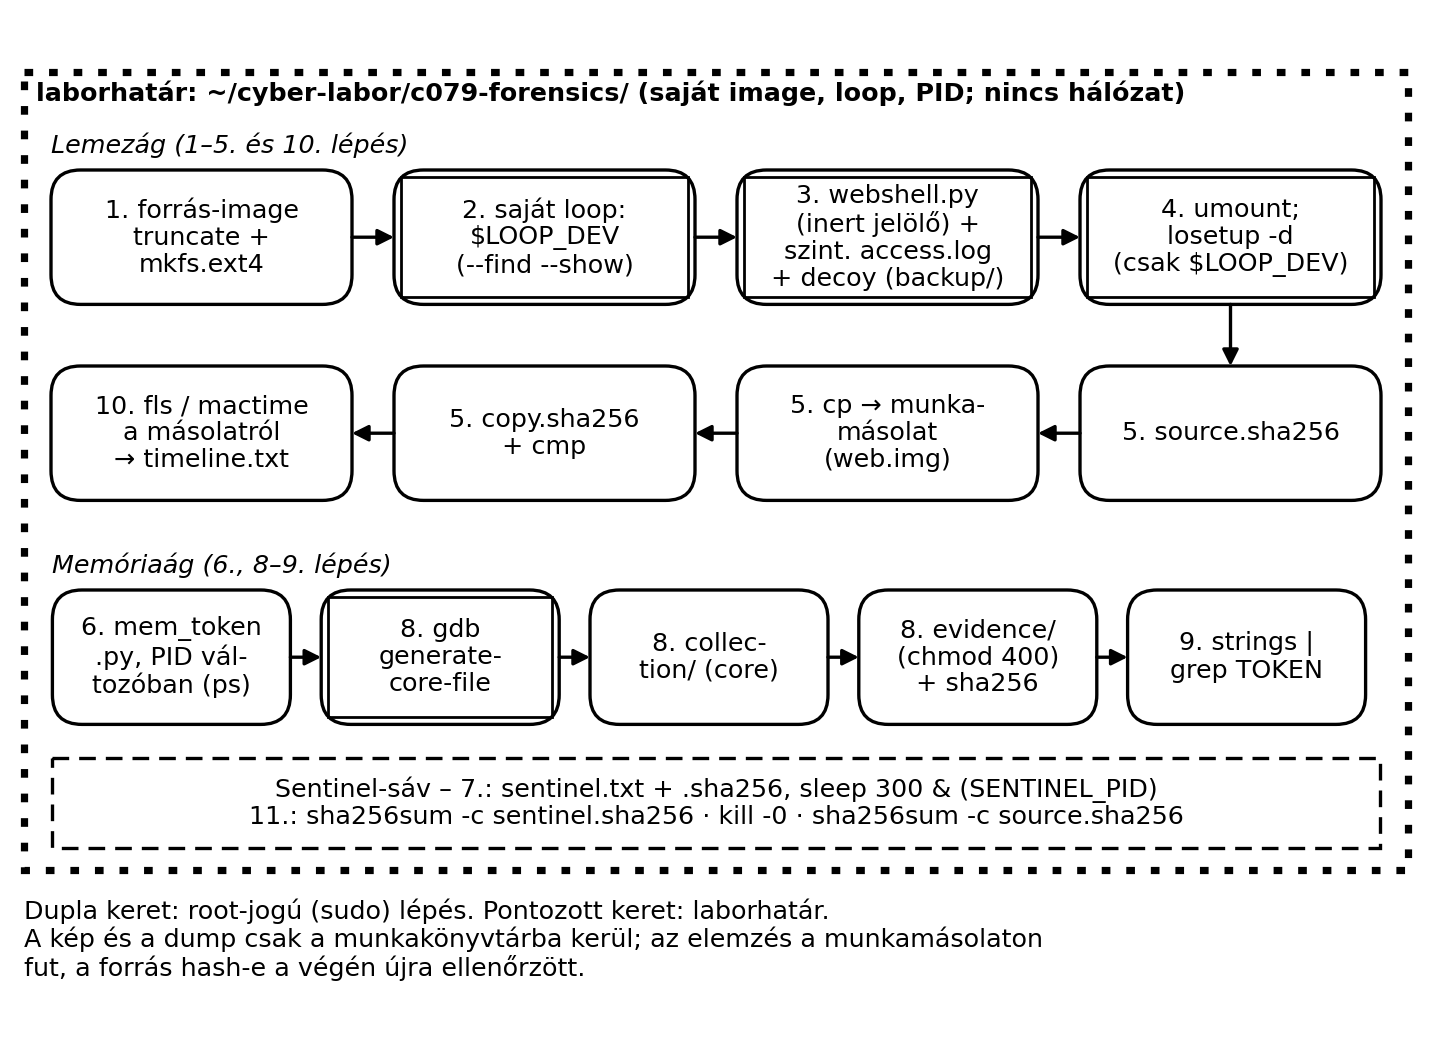 laborhatár: ~/cyber-labor/c079-forensics/ (saját image, loop, PID; nincs hálózat)
Lemezág (1–5. és 10. lépés)
1. forrás-image
truncate +
mkfs.ext4
2. saját loop:
$LOOP_DEV
(--find --show)
3. webshell.py
(inert jelölő) +
szint. access.log
+ decoy (backup/)
4. umount;
losetup -d
(csak $LOOP_DEV)
10. fls / mactime
a másolatról
→ timeline.txt
5. copy.sha256
+ cmp
5. cp → munka-
másolat
(web.img)
5. source.sha256
Memóriaág (6., 8–9. lépés)
6. mem_token
.py, PID vál-
tozóban (ps)
8. gdb
generate-
core-file
8. collec-
tion/ (core)
8. evidence/
(chmod 400)
+ sha256
9. strings |
grep TOKEN
Sentinel-sáv – 7.: sentinel.txt + .sha256, sleep 300 & (SENTINEL_PID)
11.: sha256sum -c sentinel.sha256 · kill -0 · sha256sum -c source.sha256
Dupla keret: root-jogú (sudo) lépés. Pontozott keret: laborhatár.
A kép és a dump csak a munkakönyvtárba kerül; az elemzés a munkamásolaton
fut, a forrás hash-e a végén újra ellenőrzött.